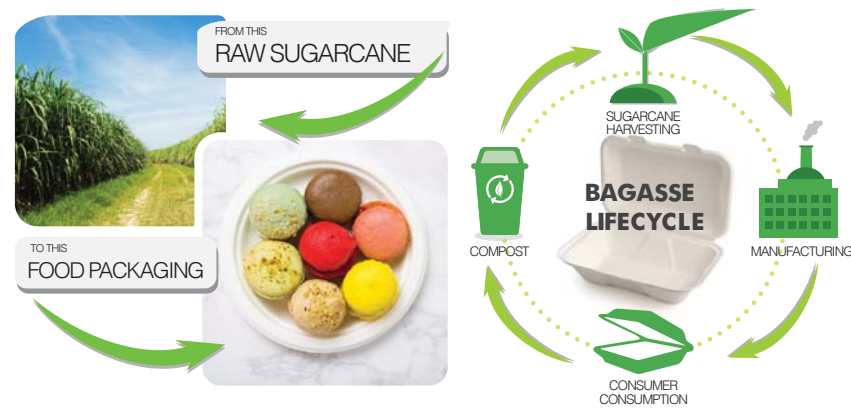 FROM THIS
RAW SUGARCANE
TO THIS
FOOD PACKAGING
SUGARCANE
HARVESTING
BAGASSE
LIFECYCLE
COMPOST
MANUFACTURING
CONSUMER
CONSUMPTION